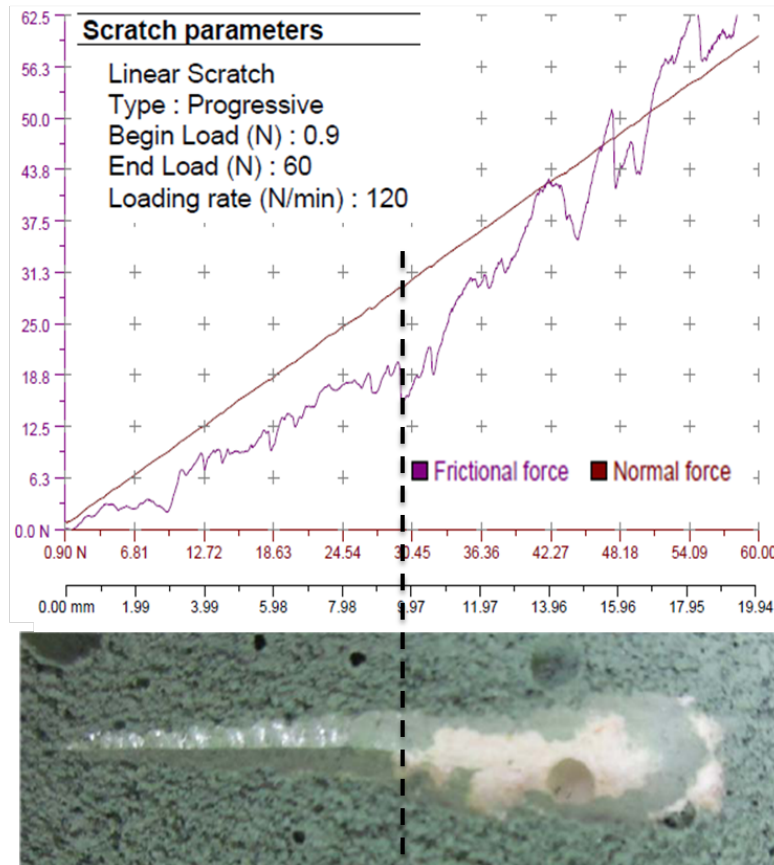 Scratch parameters
Linear Scratch
Type : Progressive
Begin Load (N) : 0.9
End Load (N) : 60
Loading rate (N/min) : 120
62.5
56.3
50.0
43.8
37.5
31.3
25.0
18.8
12.5
6.3
0.0 N
Frictional force Normal force
0.90 N 6.81 12.72 18.63 24.54 30.45 36.36 42.27 48.18 54.09 60.00
0.00 mm 1.99 3.99 5.98 7.98 9.97 11.97 13.96 15.96 17.95 19.94